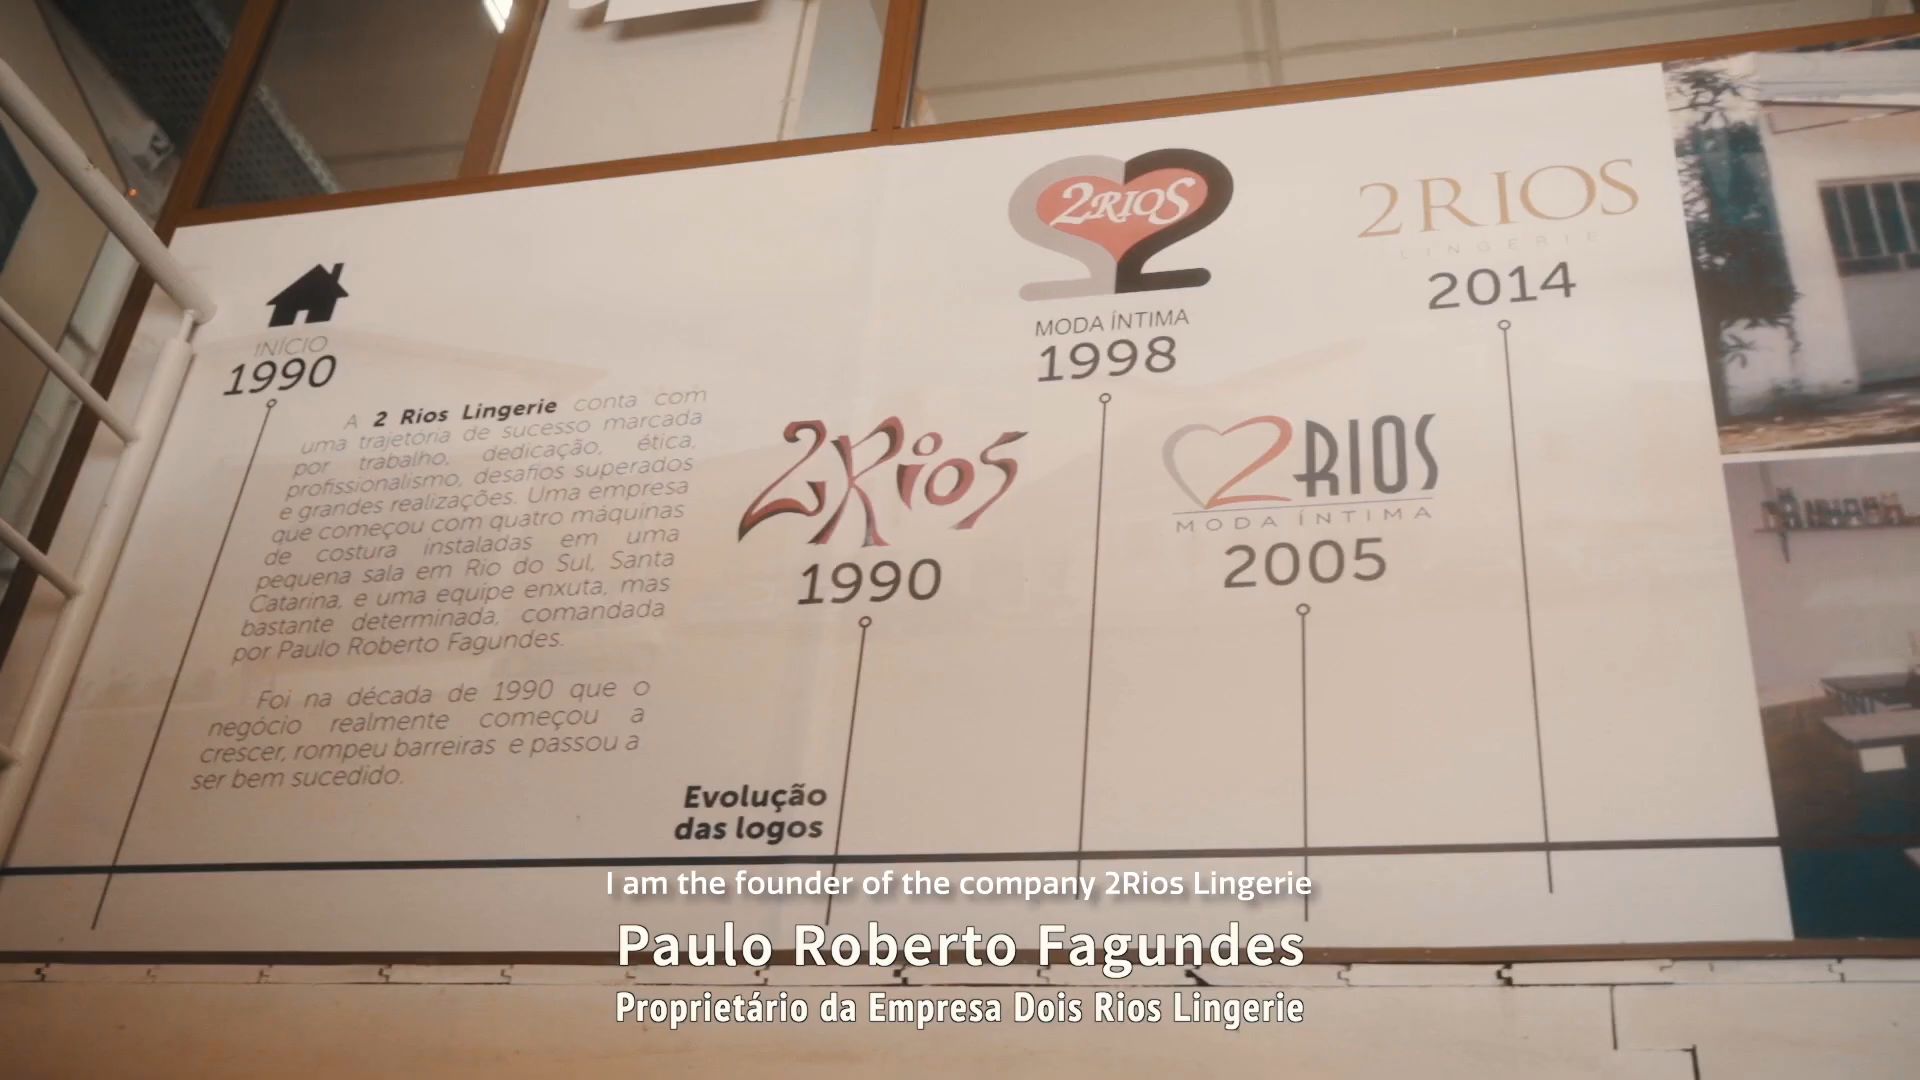 INÍCIO
1990
A 2 Rios Lingerie conta com
uma trajetoria de sucesso marcada
por trabalho, dedicação, ética,
profissionalismo, desafios superados
e grandes realizações. Uma empresa
que começou com quatro máquinas
de costura instaladas em uma
pequena sala em Rio do Sul, Santa
Catarina, e uma equipe enxuta, mas
bastante determinada, comandada
por Paulo Roberto Fagundes.
Foi na década de 1990 que o
negócio realmente começou a
crescer, rompeu barreiras e passou a
ser bem sucedido.
Evolução
das logos
2Rios
1990
2RIOS
MODA ÍNTIMA
1998
2RIOS
MODA ÍNTIMA
2005
2RIOS
LINGERIE
2014
I am the founder of the company 2Rios Lingerie
Paulo Roberto Fagundes
Proprietário da Empresa Dois Rios Lingerie